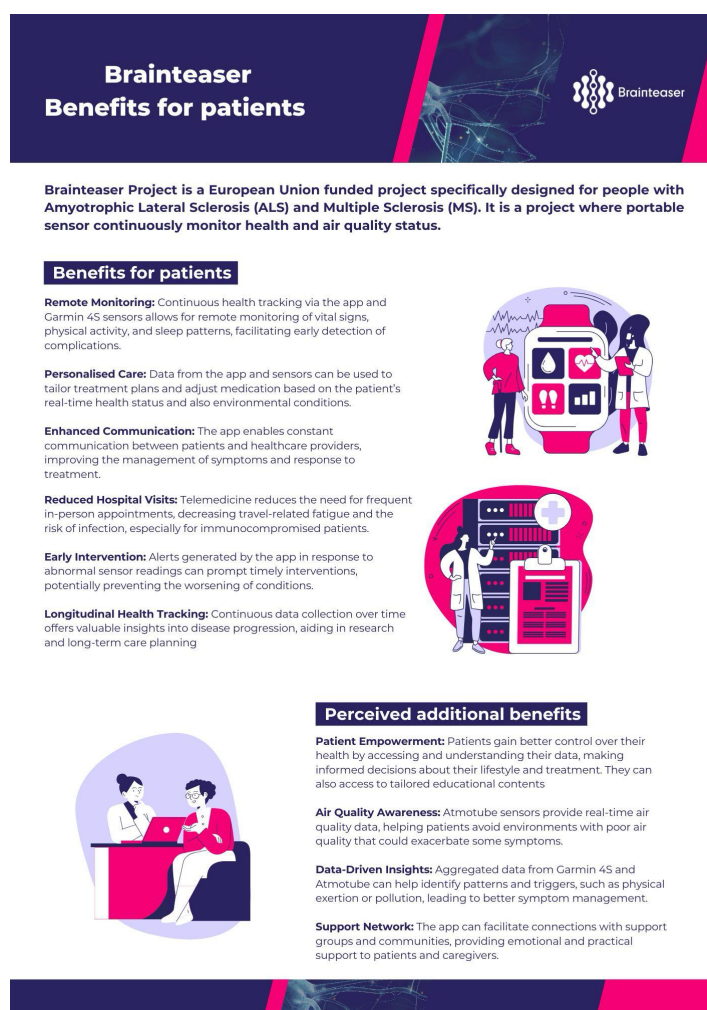 Brainteaser
Benefits for patients
Brainteaser
Brainteaser Project is a European Union funded project specifically designed for people with
Amyotrophic Lateral Sclerosis (ALS) and Multiple Sclerosis (MS). It is a project where portable
sensor continuously monitor health and air quality status.
Benefits for patients
Remote Monitoring: Continuous health tracking via the app and
Garmin 4S sensors allows for remote monitoring of vital signs,
physical activity, and sleep patterns, facilitating early detection of
complications.
Personalised Care: Data from the app and sensors can be used to
tailor treatment plans and adjust medication based on the patient's
real-time health status and also environmental conditions.
Enhanced Communication: The app enables constant
communication between patients and healthcare providers,
improving the management of symptoms and response to
treatment.
Reduced Hospital Visits: Telemedicine reduces the need for frequent
in-person appointments, decreasing travel-related fatigue and the
risk of infection, especially for immunocompromised patients.
Early Intervention: Alerts generated by the app in response to
abnormal sensor readings can prompt timely interventions,
potentially preventing the worsening of conditions.
Longitudinal Health Tracking: Continuous data collection over time
offers valuable insights into disease progression, aiding in research
and long-term care planning
Perceived additional benefits
Patient Empowerment: Patients gain better control over their
health by accessing and understanding their data, making
informed decisions about their lifestyle and treatment. They can
also access to tailored educational contents
Air Quality Awareness: Atmotube sensors provide real-time air
quality data, helping patients avoid environments with poor air
quality that could exacerbate some symptoms.
Data-Driven Insights: Aggregated data from Garmin 4S and
Atmotube can help identify patterns and triggers, such as physical
exertion or pollution, leading to better symptom management.
Support Network: The app can facilitate connections with support
groups and communities, providing emotional and practical
support to patients and caregivers.